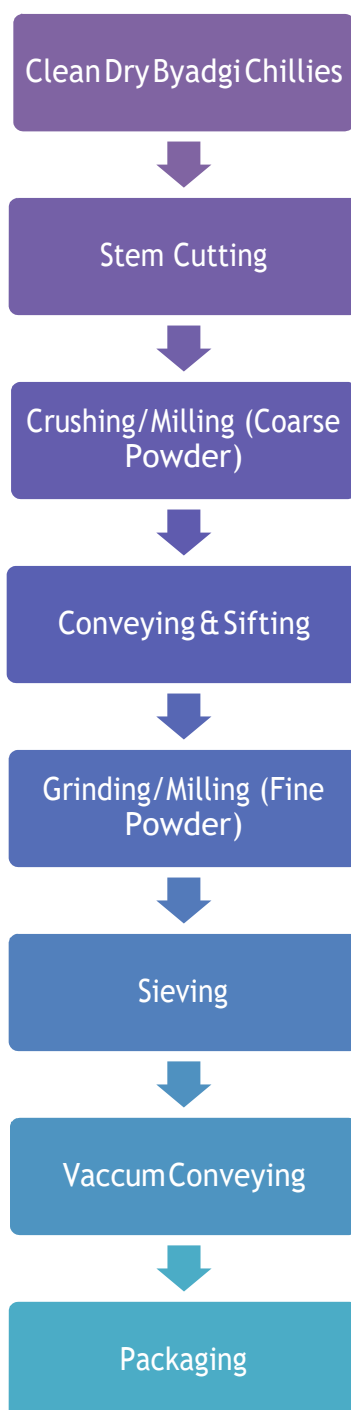 Clean Dry Byadgi Chillies
Stem Cutting
Crushing/Milling (Coarse
Powder)
Conveying & Sifting
Grinding/Milling (Fine
Powder)
Sieving
Vaccum Conveying
Packaging